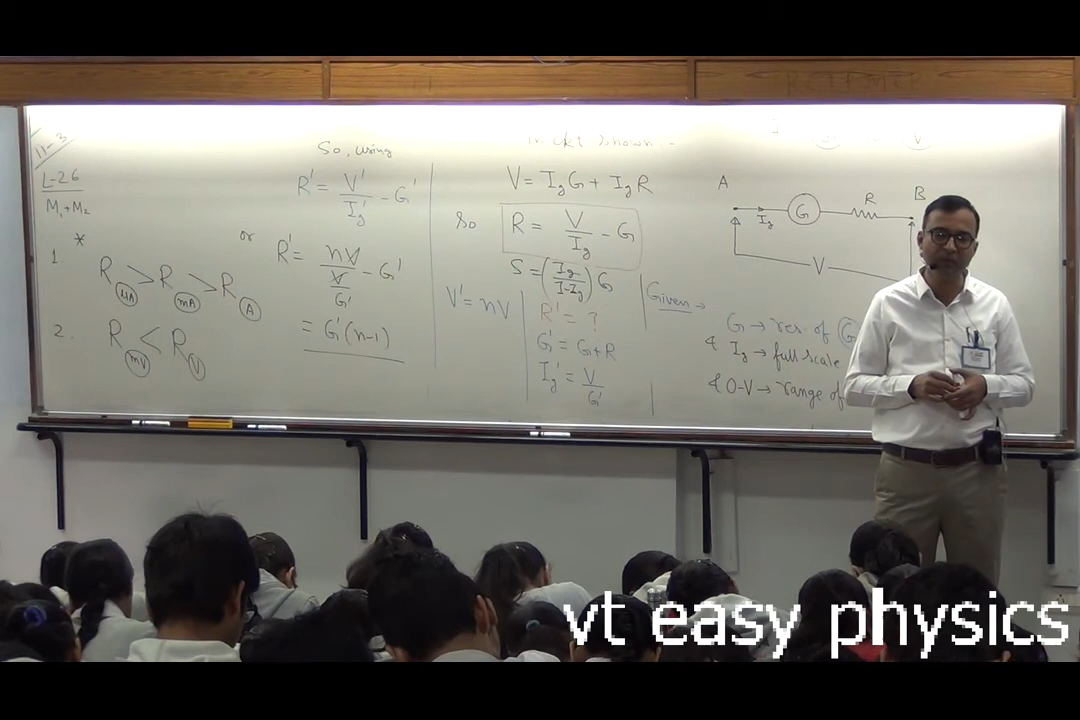 11-3
L-26
M₁+M₂
*
1
R(μA) > R(mA) > R(A)
2.
R(mV) < R(V)
So, using
R' = V'/Ig' - G'
or
R' = nV/(V/G') - G'
= G'(n-1)
In ckt shown:-
V = IgG + IgR
So R = V/Ig - G
S = (Ig/(I-Ig)) G
V' = nV
R' = ?
G' = G+R
Ig' = V/G'
Given →
G → res. of G
& Ig → full scale
& 0-V → range of
A
B
Ig
G
R
V
vt easy physics